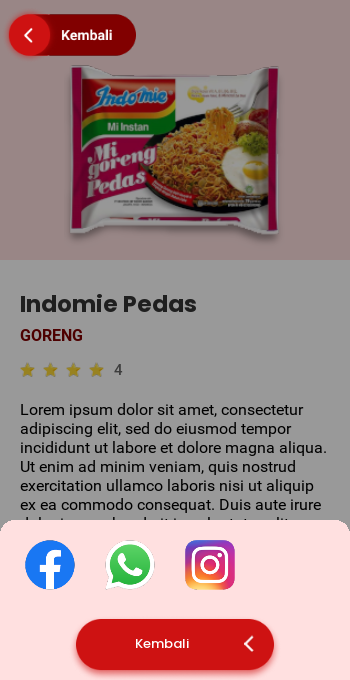 Kembali
Indomie
Mi Instan
Mi
goreng
Pedas
Indomie Pedas
GORENG
4
Lorem ipsum dolor sit amet, consectetur
adipiscing elit, sed do eiusmod tempor
incididunt ut labore et dolore magna aliqua.
Ut enim ad minim veniam, quis nostrud
exercitation ullamco laboris nisi ut aliquip
ex ea commodo consequat. Duis aute irure
Kembali